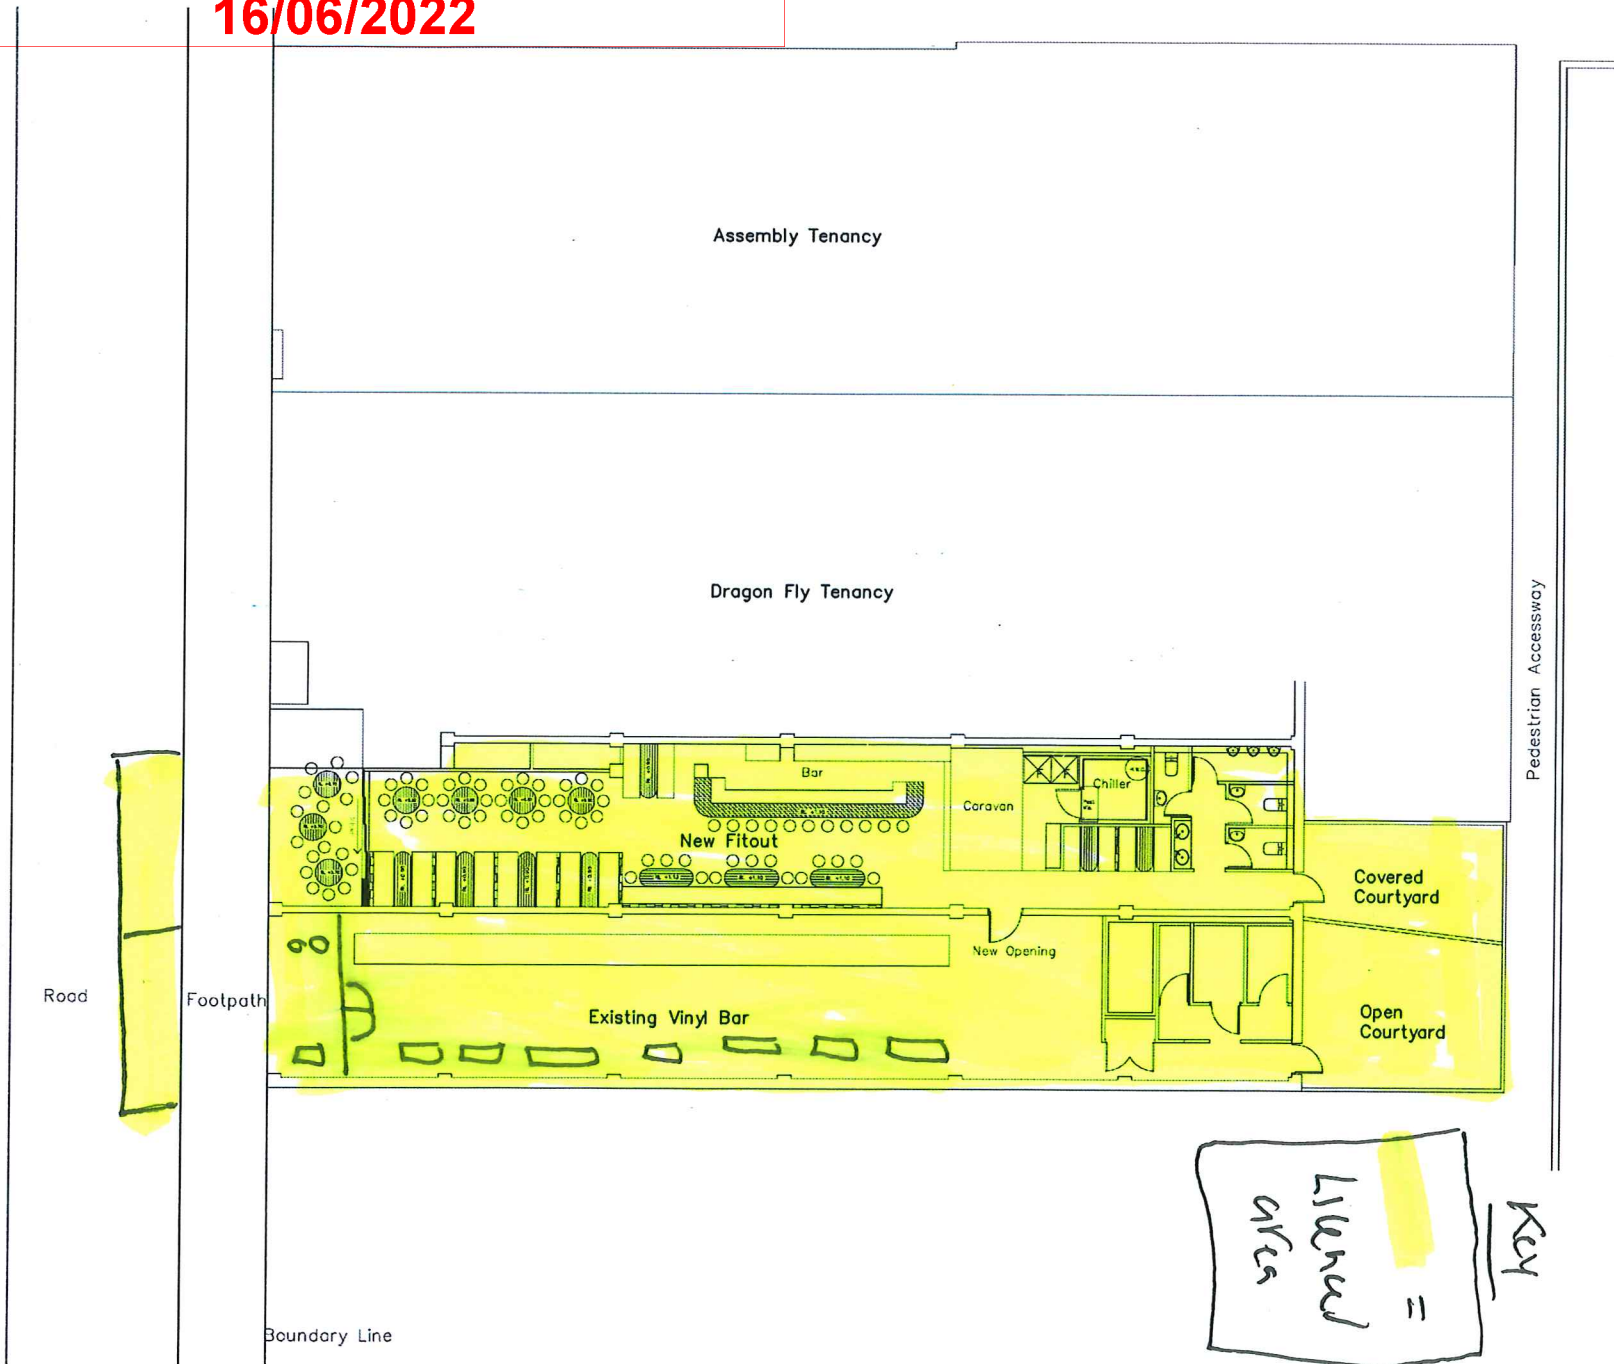 16/06/2022
Assembly Tenancy
Dragon Fly Tenancy
Pedestrian Accessway
Bar
Chiller
Caravan
New Fitout
Covered
Courtyard
New Opening
Road
Footpath
Existing Vinyl Bar
Open
Courtyard
Key
=
Licenced
area
Boundary Line